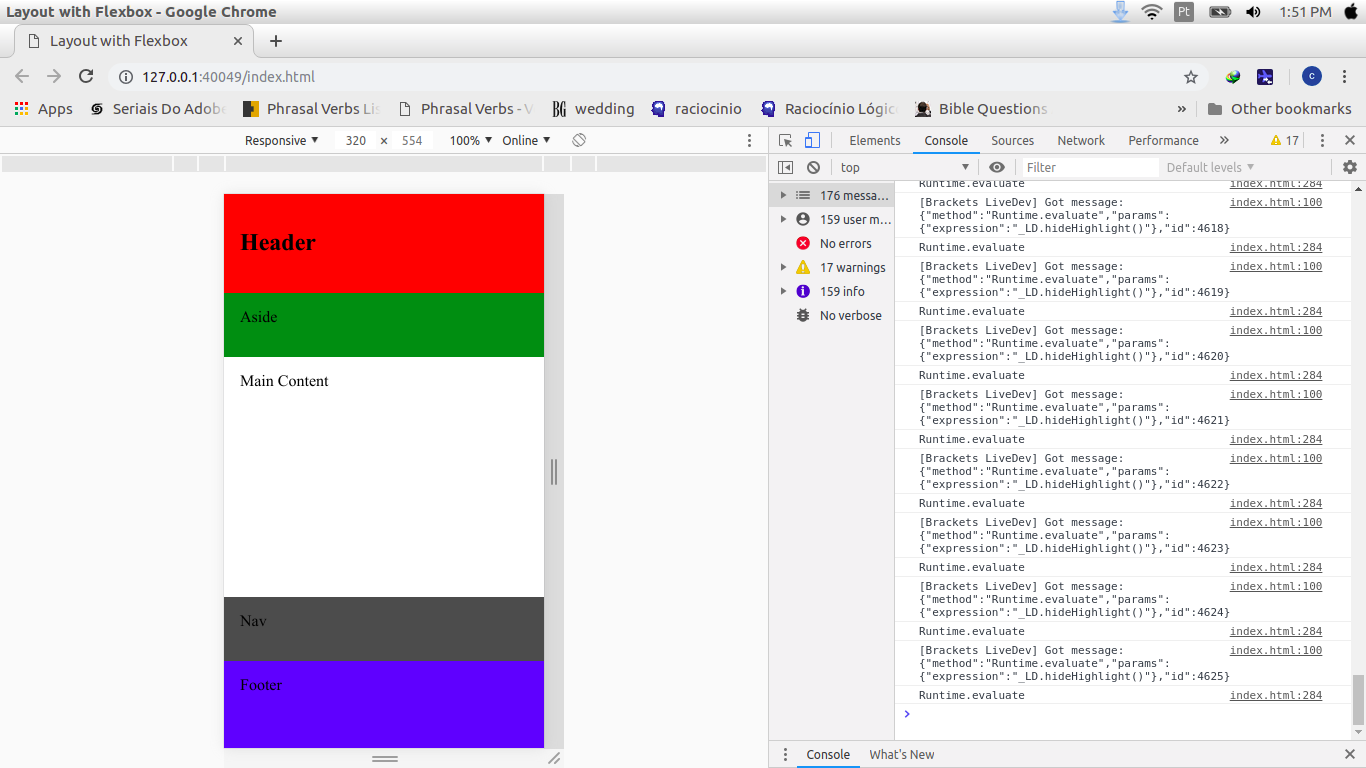 Layout with Flexbox - Google Chrome
Pt
1:51 PM
Layout with Flexbox
127.0.0.1:40049/index.html
C
Apps
Seriais Do Adobe
Phrasal Verbs Lis
Phrasal Verbs - V
BG wedding
raciocinio
Raciocínio Lógic
Bible Questions
»
Other bookmarks
Responsive
320 × 554
100%
Online
Elements
Console
Sources
Network
Performance
»
17
top
Filter
Default levels
176 messa...
159 user m...
No errors
17 warnings
159 info
No verbose
Header
Aside
Main Content
Nav
Footer
Runtime.evaluate index.html:284
[Brackets LiveDev] Got message: index.html:100
{"method":"Runtime.evaluate","params":
{"expression":"_LD.hideHighlight()"},"id":4618}
Runtime.evaluate index.html:284
[Brackets LiveDev] Got message: index.html:100
{"method":"Runtime.evaluate","params":
{"expression":"_LD.hideHighlight()"},"id":4619}
Runtime.evaluate index.html:284
[Brackets LiveDev] Got message: index.html:100
{"method":"Runtime.evaluate","params":
{"expression":"_LD.hideHighlight()"},"id":4620}
Runtime.evaluate index.html:284
[Brackets LiveDev] Got message: index.html:100
{"method":"Runtime.evaluate","params":
{"expression":"_LD.hideHighlight()"},"id":4621}
Runtime.evaluate index.html:284
[Brackets LiveDev] Got message: index.html:100
{"method":"Runtime.evaluate","params":
{"expression":"_LD.hideHighlight()"},"id":4622}
Runtime.evaluate index.html:284
[Brackets LiveDev] Got message: index.html:100
{"method":"Runtime.evaluate","params":
{"expression":"_LD.hideHighlight()"},"id":4623}
Runtime.evaluate index.html:284
[Brackets LiveDev] Got message: index.html:100
{"method":"Runtime.evaluate","params":
{"expression":"_LD.hideHighlight()"},"id":4624}
Runtime.evaluate index.html:284
[Brackets LiveDev] Got message: index.html:100
{"method":"Runtime.evaluate","params":
{"expression":"_LD.hideHighlight()"},"id":4625}
Runtime.evaluate index.html:284
Console
What's New